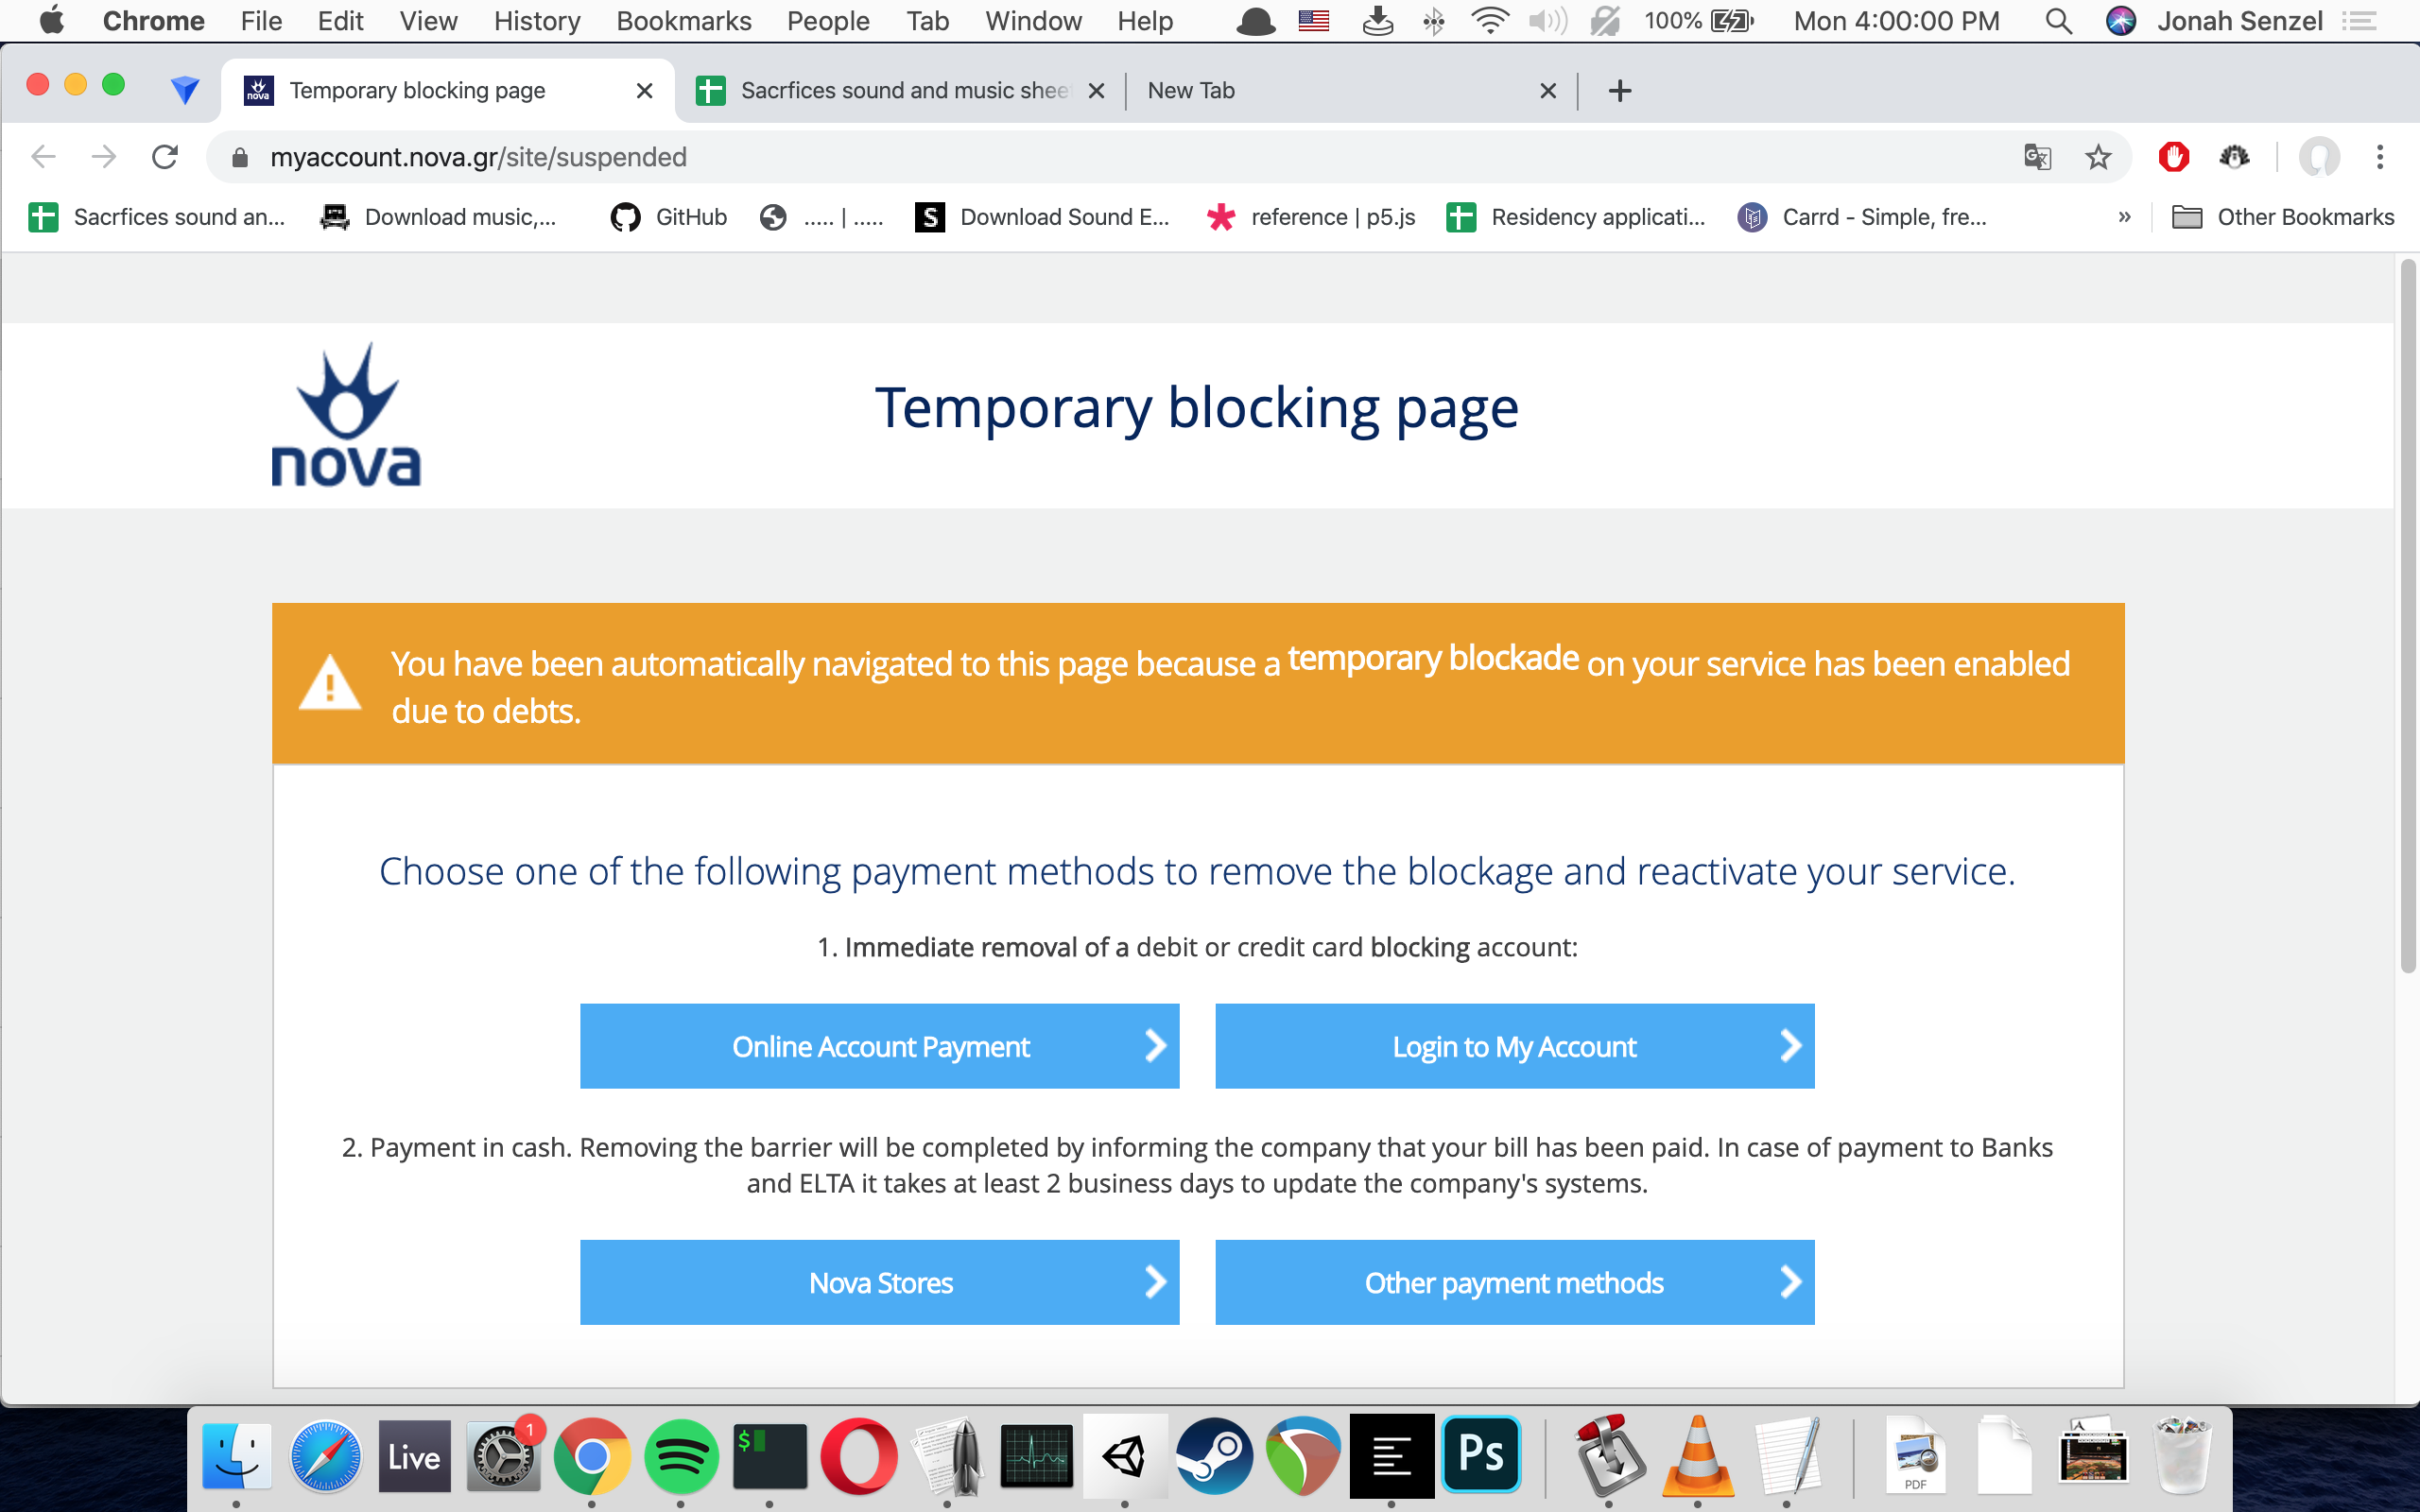 Chrome File Edit View History Bookmarks People Tab Window Help 100% Mon 4:00:00 PM Jonah Senzel
nova Temporary blocking page Sacrfices sound and music shee New Tab
myaccount.nova.gr/site/suspended
Sacrfices sound an... Download music,... GitHub ..... | ..... S Download Sound E... reference | p5.js Residency applicati... Carrd - Simple, fre... » Other Bookmarks
nova
Temporary blocking page
You have been automatically navigated to this page because a temporary blockade on your service has been enabled
due to debts.
Choose one of the following payment methods to remove the blockage and reactivate your service.
1. Immediate removal of a debit or credit card blocking account:
Online Account Payment
Login to My Account
2. Payment in cash. Removing the barrier will be completed by informing the company that your bill has been paid. In case of payment to Banks
and ELTA it takes at least 2 business days to update the company's systems.
Nova Stores
Other payment methods
Live 1 $ Ps PDF